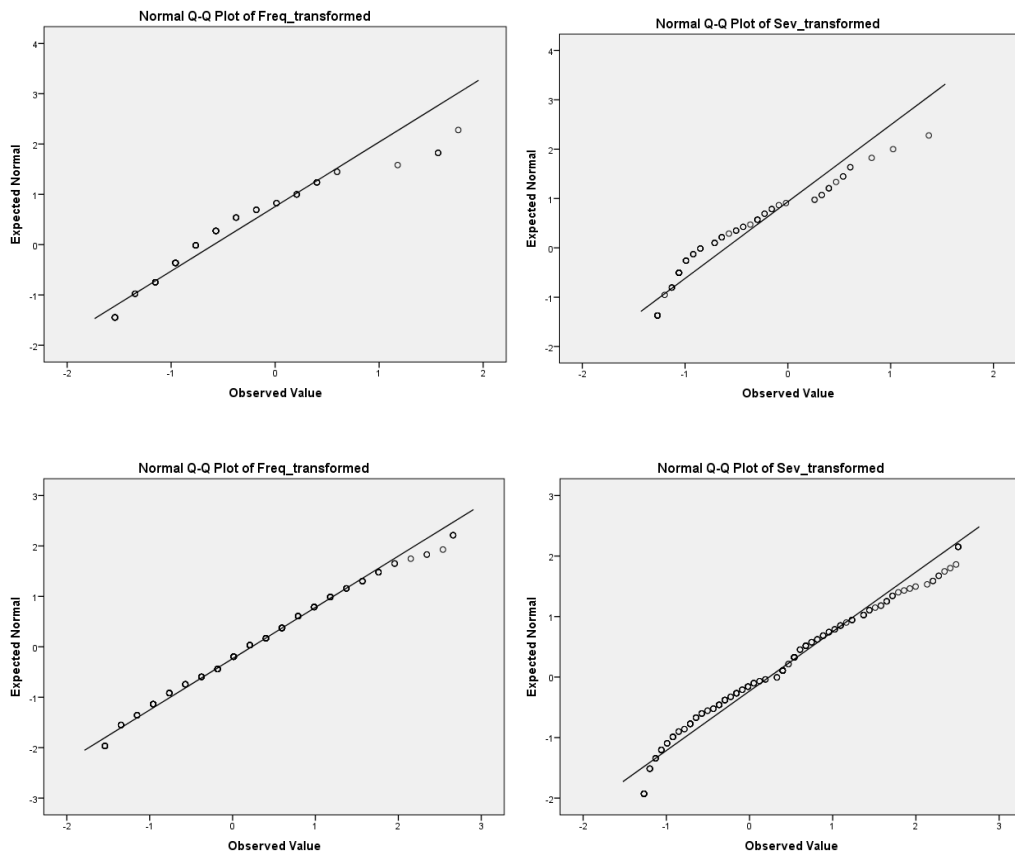 Normal Q-Q Plot of Freq_transformed
4
3
2
1
0
-1
-2
Expected Normal
-2 -1 0 1 2
Observed Value
Normal Q-Q Plot of Sev_transformed
4
3
2
1
0
-1
-2
Expected Normal
-2 -1 0 1 2
Observed Value
Normal Q-Q Plot of Freq_transformed
3
2
1
0
-1
-2
-3
Expected Normal
-2 -1 0 1 2 3
Observed Value
Normal Q-Q Plot of Sev_transformed
3
2
1
0
-1
-2
Expected Normal
-2 -1 0 1 2 3
Observed Value